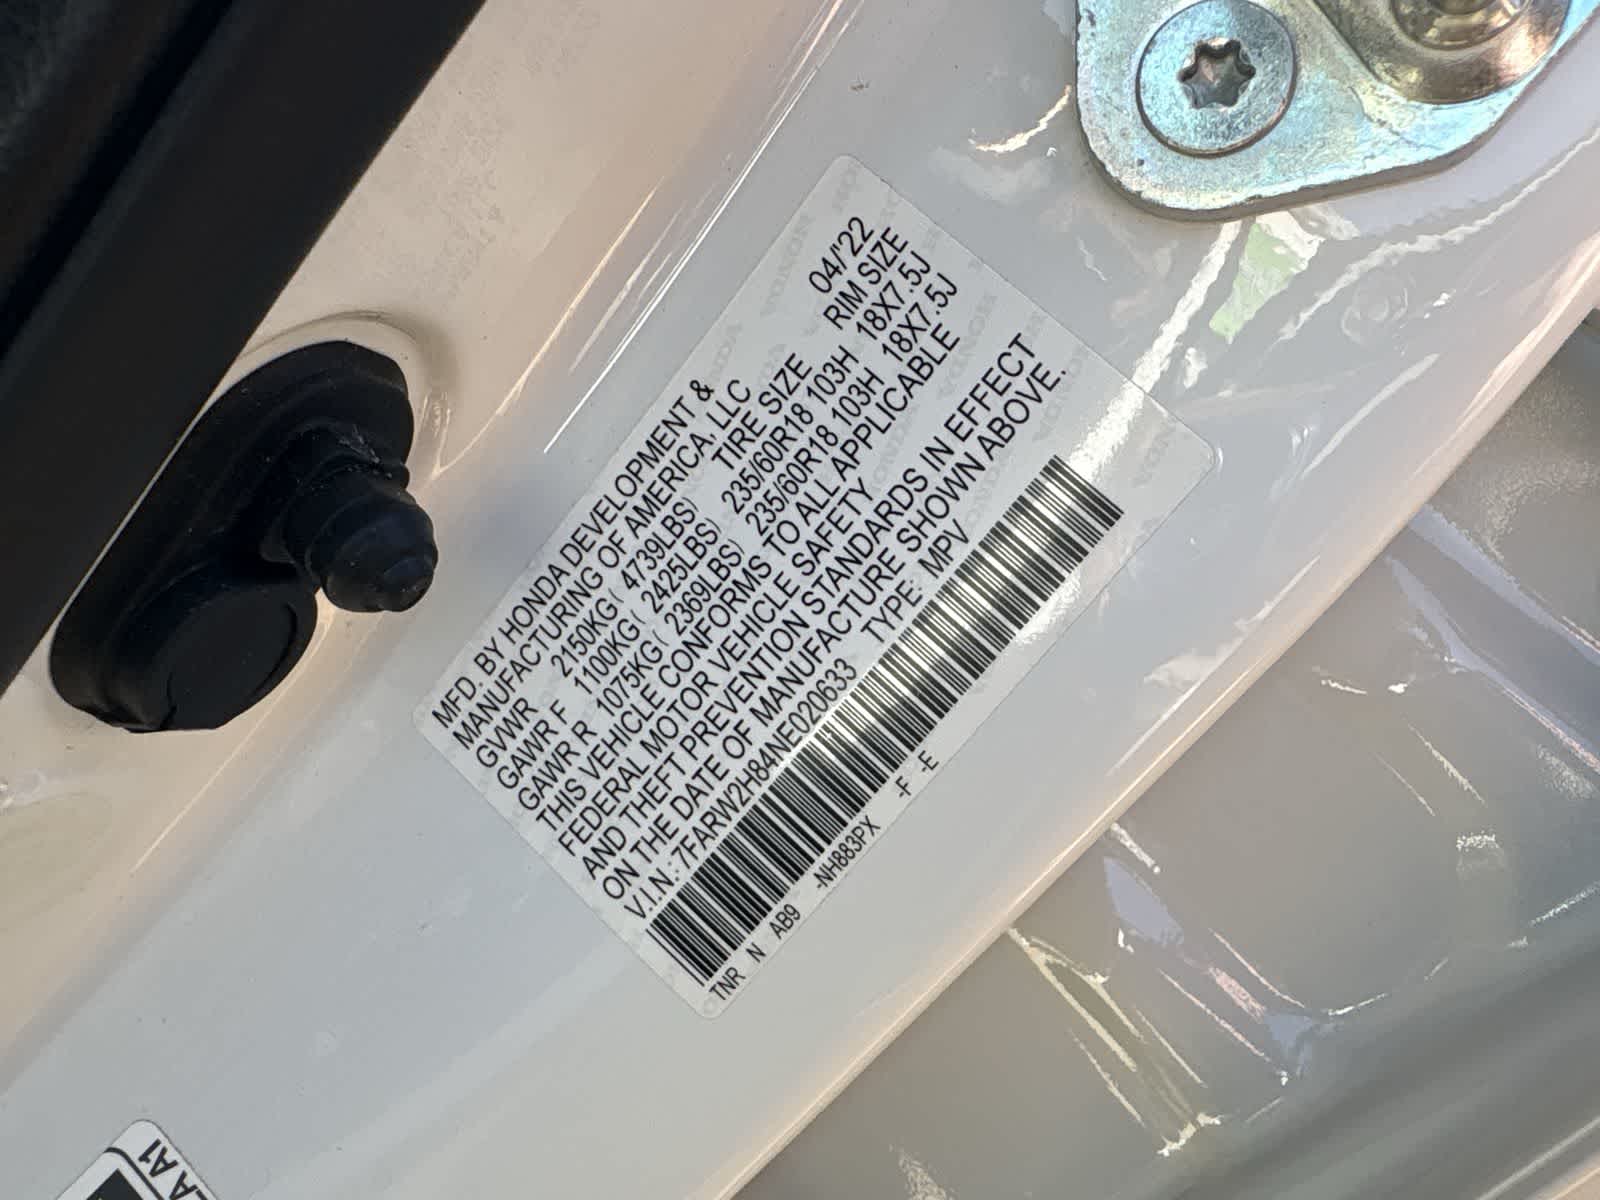 MFD. BY HONDA DEVELOPMENT & 04/'22
MANUFACTURING OF AMERICA, LLC
TIRE SIZE RIM SIZE
GVWR 2150KG( 4739LBS)
GAWR F 1100KG( 2425LBS) 235/60R18 103H 18X7.5J
GAWR R 1075KG( 2369LBS) 235/60R18 103H 18X7.5J
THIS VEHICLE CONFORMS TO ALL APPLICABLE
FEDERAL MOTOR VEHICLE SAFETY
AND THEFT PREVENTION STANDARDS IN EFFECT
ON THE DATE OF MANUFACTURE SHOWN ABOVE.
V.I.N.: 7FARW2H84NE020633 TYPE: MPV
TNR N AB9 -NH883PX -F -E
A A1